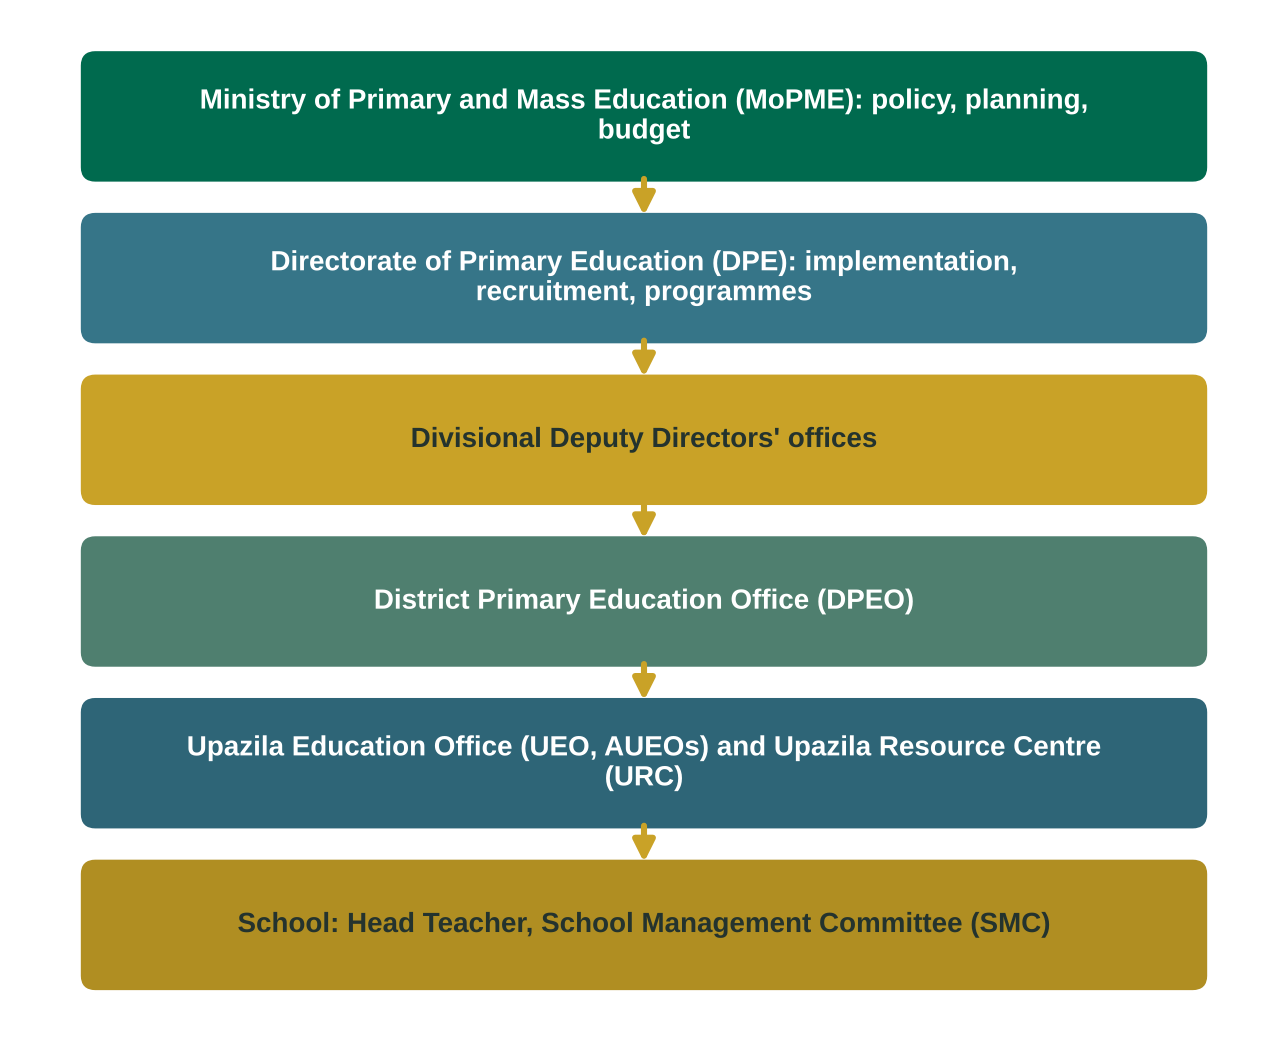 Ministry of Primary and Mass Education (MoPME): policy, planning,
budget
Directorate of Primary Education (DPE): implementation,
recruitment, programmes
Divisional Deputy Directors' offices
District Primary Education Office (DPEO)
Upazila Education Office (UEO, AUEOs) and Upazila Resource Centre
(URC)
School: Head Teacher, School Management Committee (SMC)